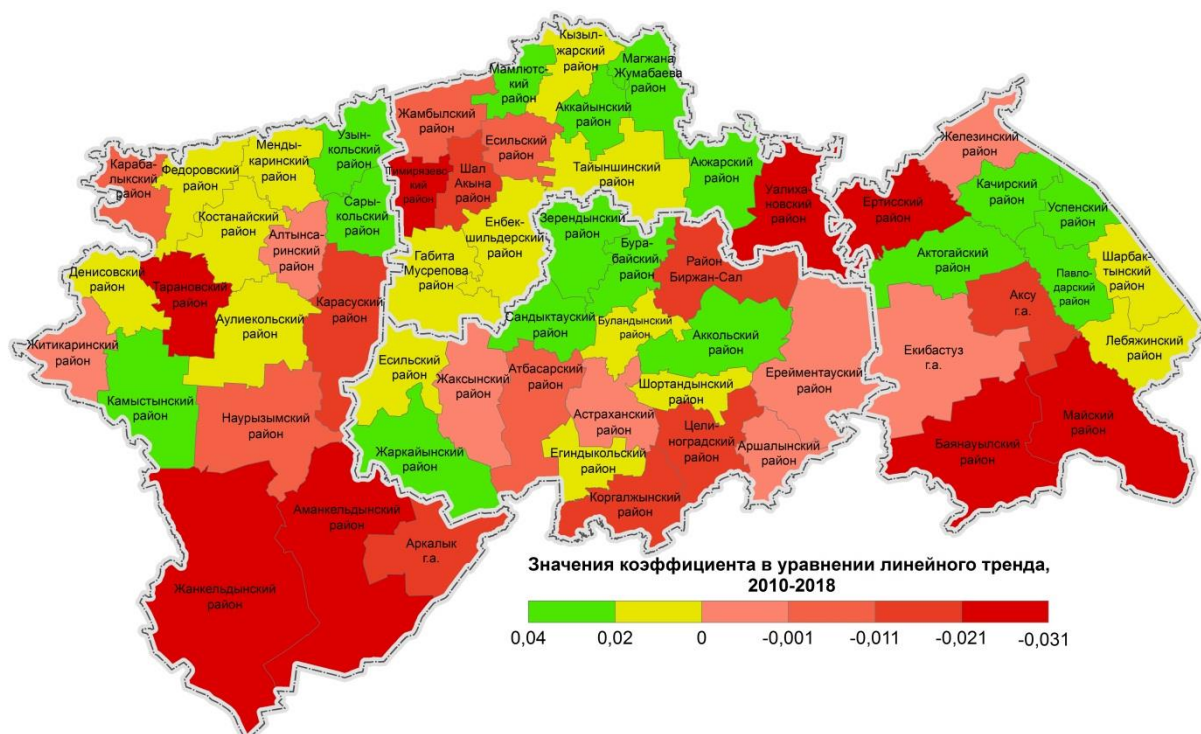 Кызыл-
жарский
район
Мамлютс-
кий
район
Магжана
Жумабаева
район
Аккайынский
район
Жамбылский
район
Узын-
кольский
район
Менды-
каринский
район
Караба-
лыкский
район
Федоровский
район
Есильский
район
Шал
Акына
район
Тимирязевс-
кий
район
Тайыншинский
район
Акжарский
район
Уалиха-
новский
район
Железинский
район
Качирский
район
Ертисский
район
Успенский
район
Сары-
кольский
район
Костанайский
район
Алтынса-
ринский
район
Енбек-
шильдерский
район
Габита
Мусрепова
район
Зерендынский
район
Бура-
байский
район
Район
Биржан-Сал
Актогайский
район
Павло-
дарский
район
Шарбак-
тынский
район
Денисовский
район
Тарановский
район
Карасуский
район
Аулиекольский
район
Сандыктауский
район
Буландынский
район
Аккольский
район
Аксу
г.а.
Лебяжинский
район
Житикаринский
район
Есильский
район
Жаксынский
район
Атбасарский
район
Шортандынский
район
Ерейментауский
район
Екибастуз
г.а.
Камыстынский
район
Наурызымский
район
Астраханский
район
Цели-
ноградский
район
Аршалынский
район
Майский
район
Баянауылский
район
Жаркайынский
район
Егиндыкольский
район
Коргалжынский
район
Аманкельдынский
район
Аркалык
г.а.
Жанкельдынский
район
Значения коэффициента в уравнении линейного тренда,
2010-2018
0,04 0,02 0 -0,001 -0,011 -0,021 -0,031